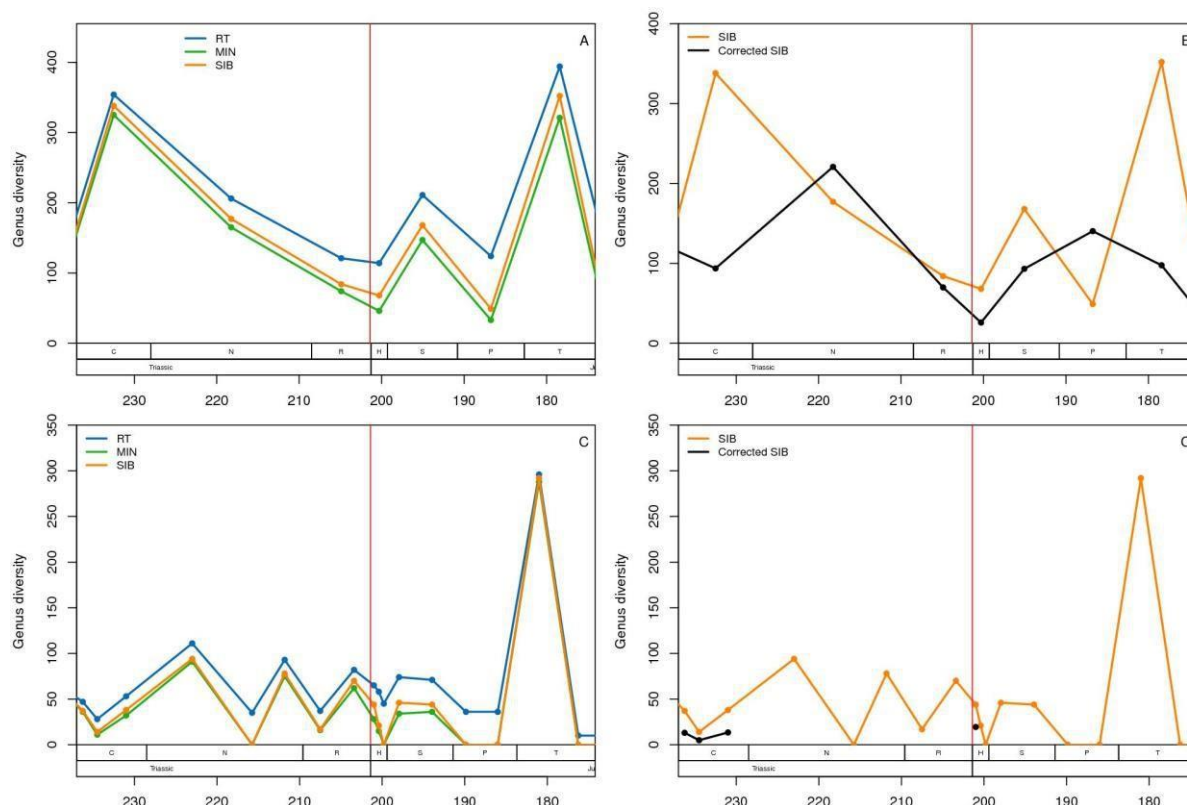 400
300
200
100
0
Genus diversity
RT
MIN
SIB
A
C N R H S P T
Triassic
230 220 210 200 190 180
400
300
200
100
0
Genus diversity
SIB
Corrected SIB
C N R H S P T
Triassic
230 220 210 200 190 180
350
300
250
200
150
100
50
0
Genus diversity
RT
MIN
SIB
C
C N R H S P T
Triassic
230 220 210 200 190 180
350
300
250
200
150
100
50
0
Genus diversity
SIB
Corrected SIB
C N R H S P T
Triassic
230 220 210 200 190 180